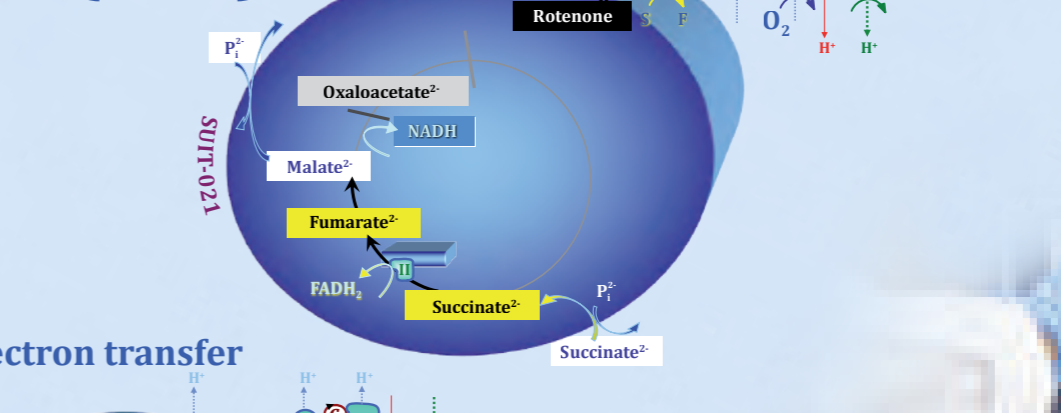 Rotenone
S F
O2
H+
H+
Pi2-
Oxaloacetate2-
NADH
SUIT-021
Malate2-
Fumarate2-
II
FADH2
Succinate2-
Pi2-
Succinate2-
ectron transfer
H+
H+
H+